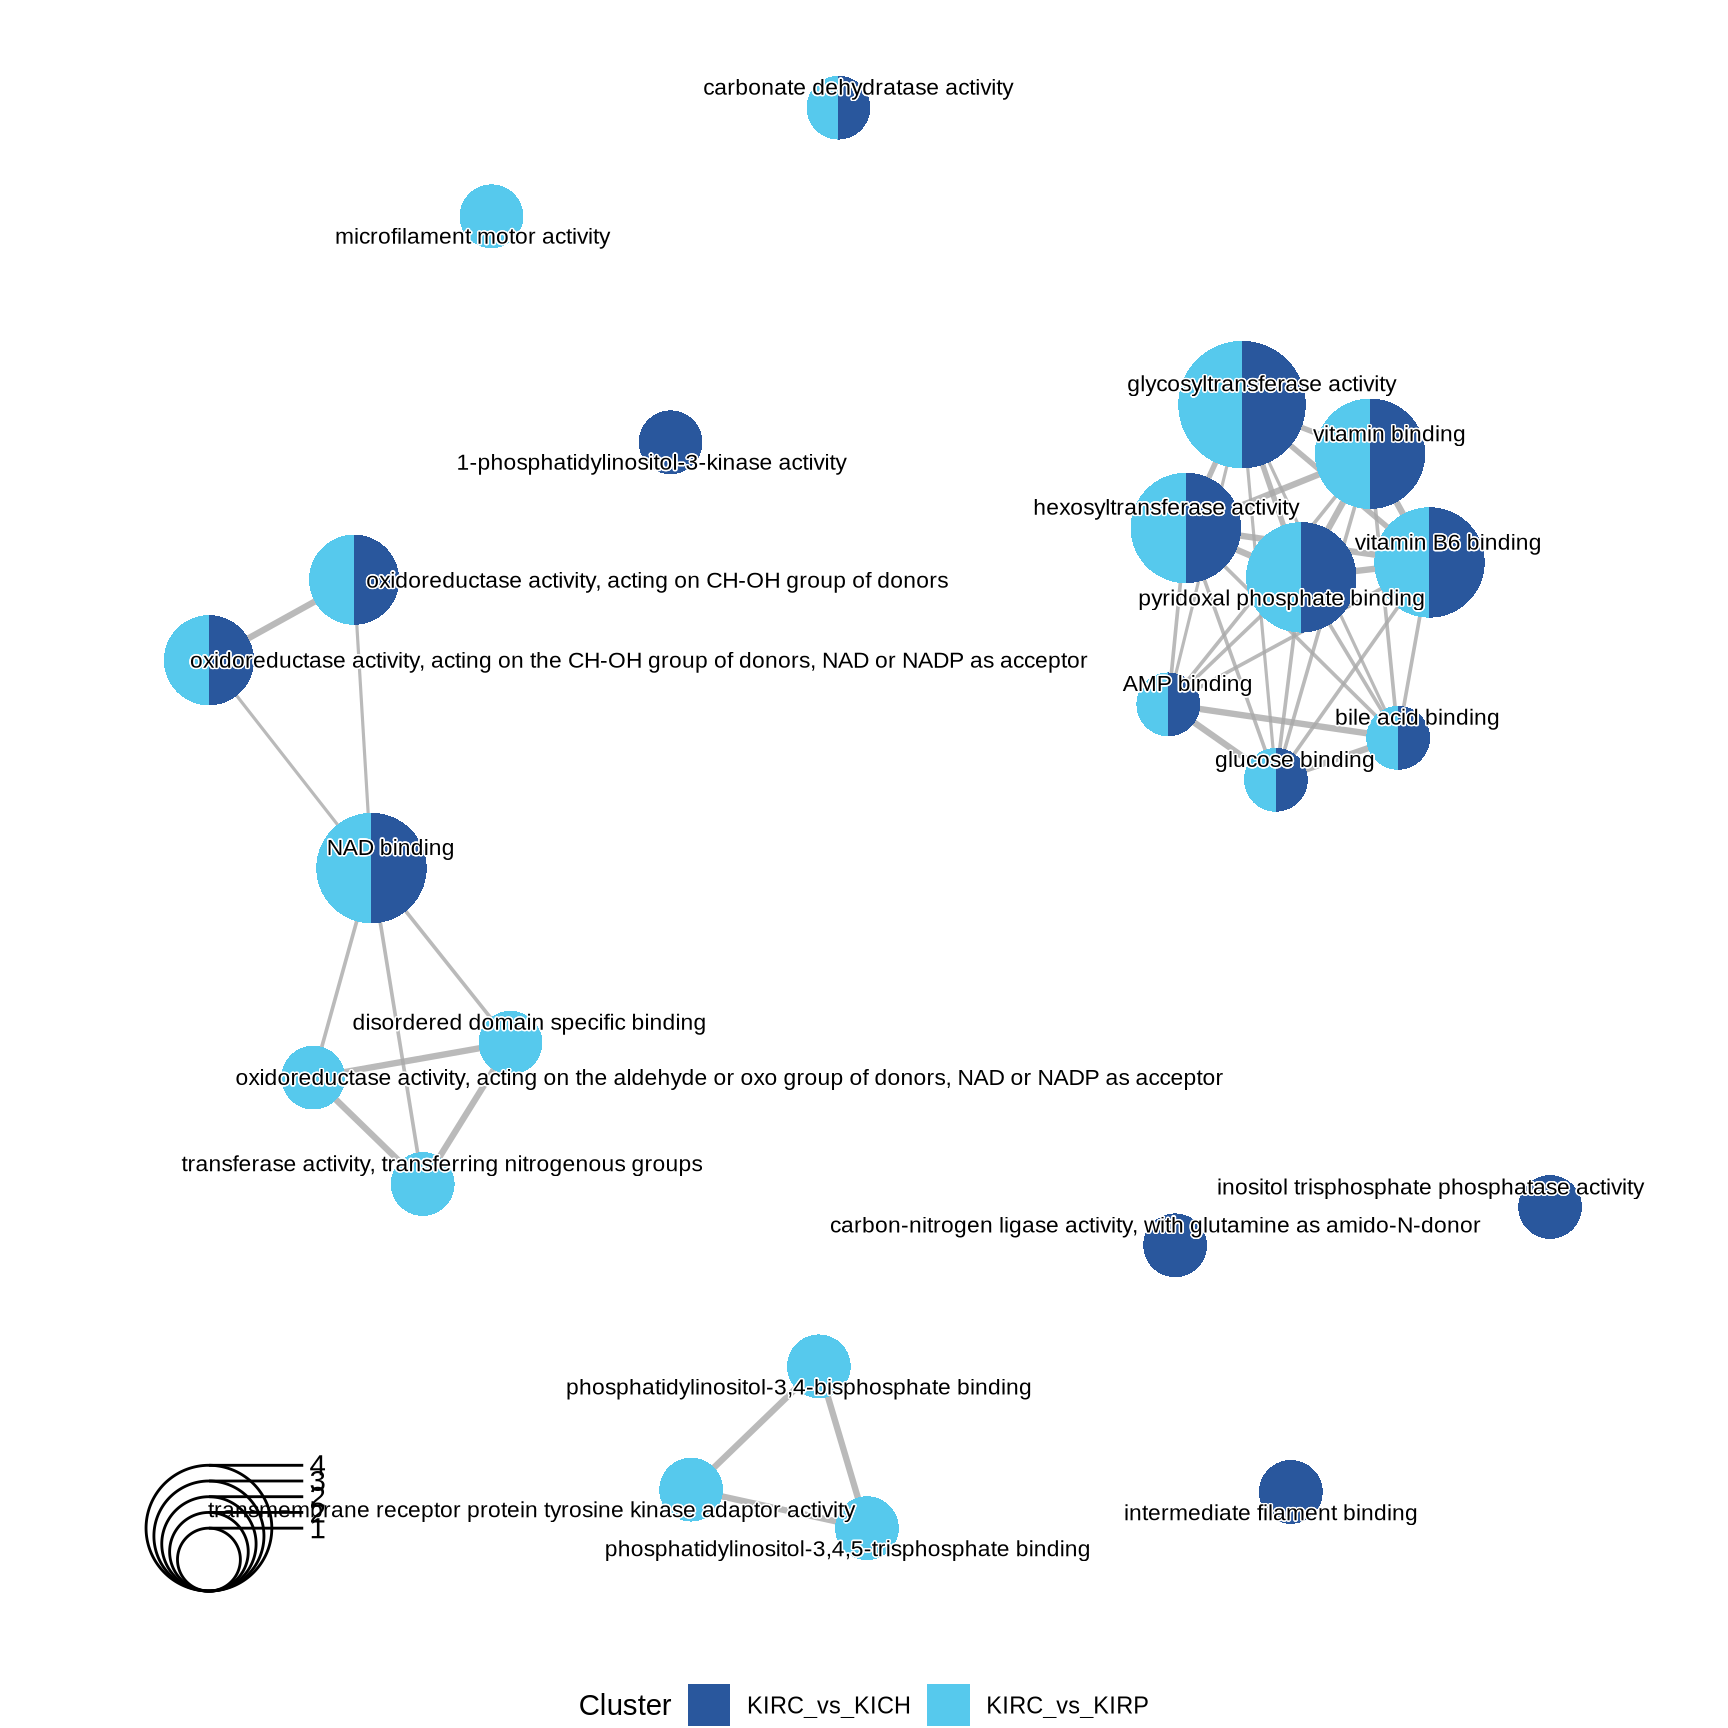 carbonate dehydratase activity
microfilament motor activity
glycosyltransferase activity
vitamin binding
1-phosphatidylinositol-3-kinase activity
hexosyltransferase activity
vitamin B6 binding
oxidoreductase activity, acting on CH-OH group of donors
pyridoxal phosphate binding
oxidoreductase activity, acting on the CH-OH group of donors, NAD or NADP as acceptor
AMP binding
bile acid binding
glucose binding
NAD binding
disordered domain specific binding
oxidoreductase activity, acting on the aldehyde or oxo group of donors, NAD or NADP as acceptor
transferase activity, transferring nitrogenous groups
inositol trisphosphate phosphatase activity
carbon-nitrogen ligase activity, with glutamine as amido-N-donor
phosphatidylinositol-3,4-bisphosphate binding
4
3
2
2
1
transmembrane receptor protein tyrosine kinase adaptor activity
intermediate filament binding
phosphatidylinositol-3,4,5-trisphosphate binding
Cluster KIRC_vs_KICH KIRC_vs_KIRP